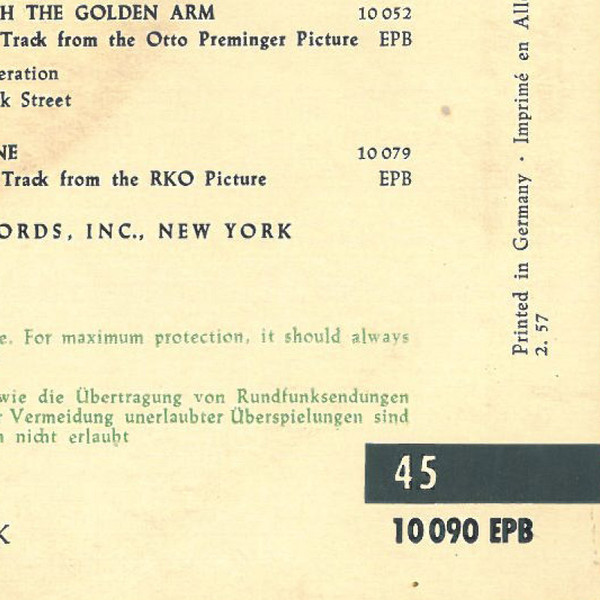 H THE GOLDEN ARM 10 052
Track from the Otto Preminger Picture EPB
eration
k Street
NE 10 079
Track from the RKO Picture EPB
ORDS, INC., NEW YORK
e. For maximum protection, it should always
wie die Übertragung von Rundfunksendungen
r Vermeidung unerlaubter Überspielungen sind
n nicht erlaubt
K
45
10 090 EPB
Printed in Germany · Imprimé en Alle
2. 57